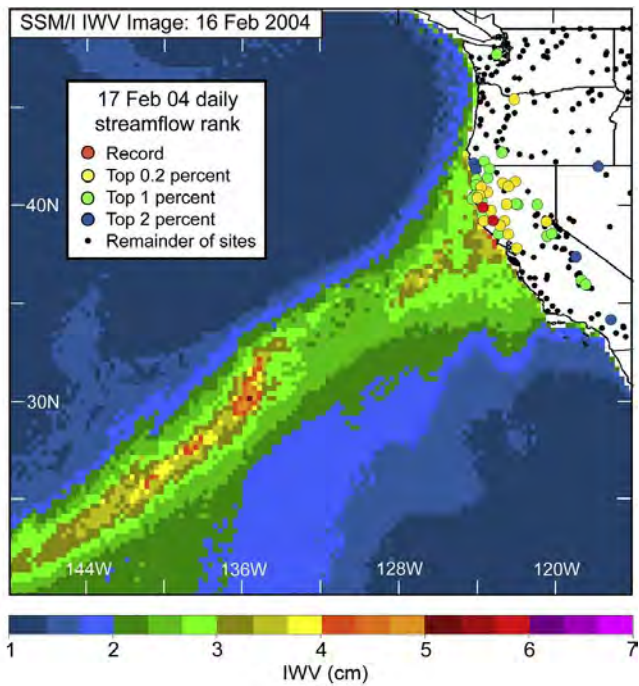 SSM/I IWV Image: 16 Feb 2004
17 Feb 04 daily
streamflow rank
Record
Top 0.2 percent
Top 1 percent
Top 2 percent
Remainder of sites
40N
30N
144W 136W 128W 120W
1 2 3 4 5 6 7
IWV (cm)